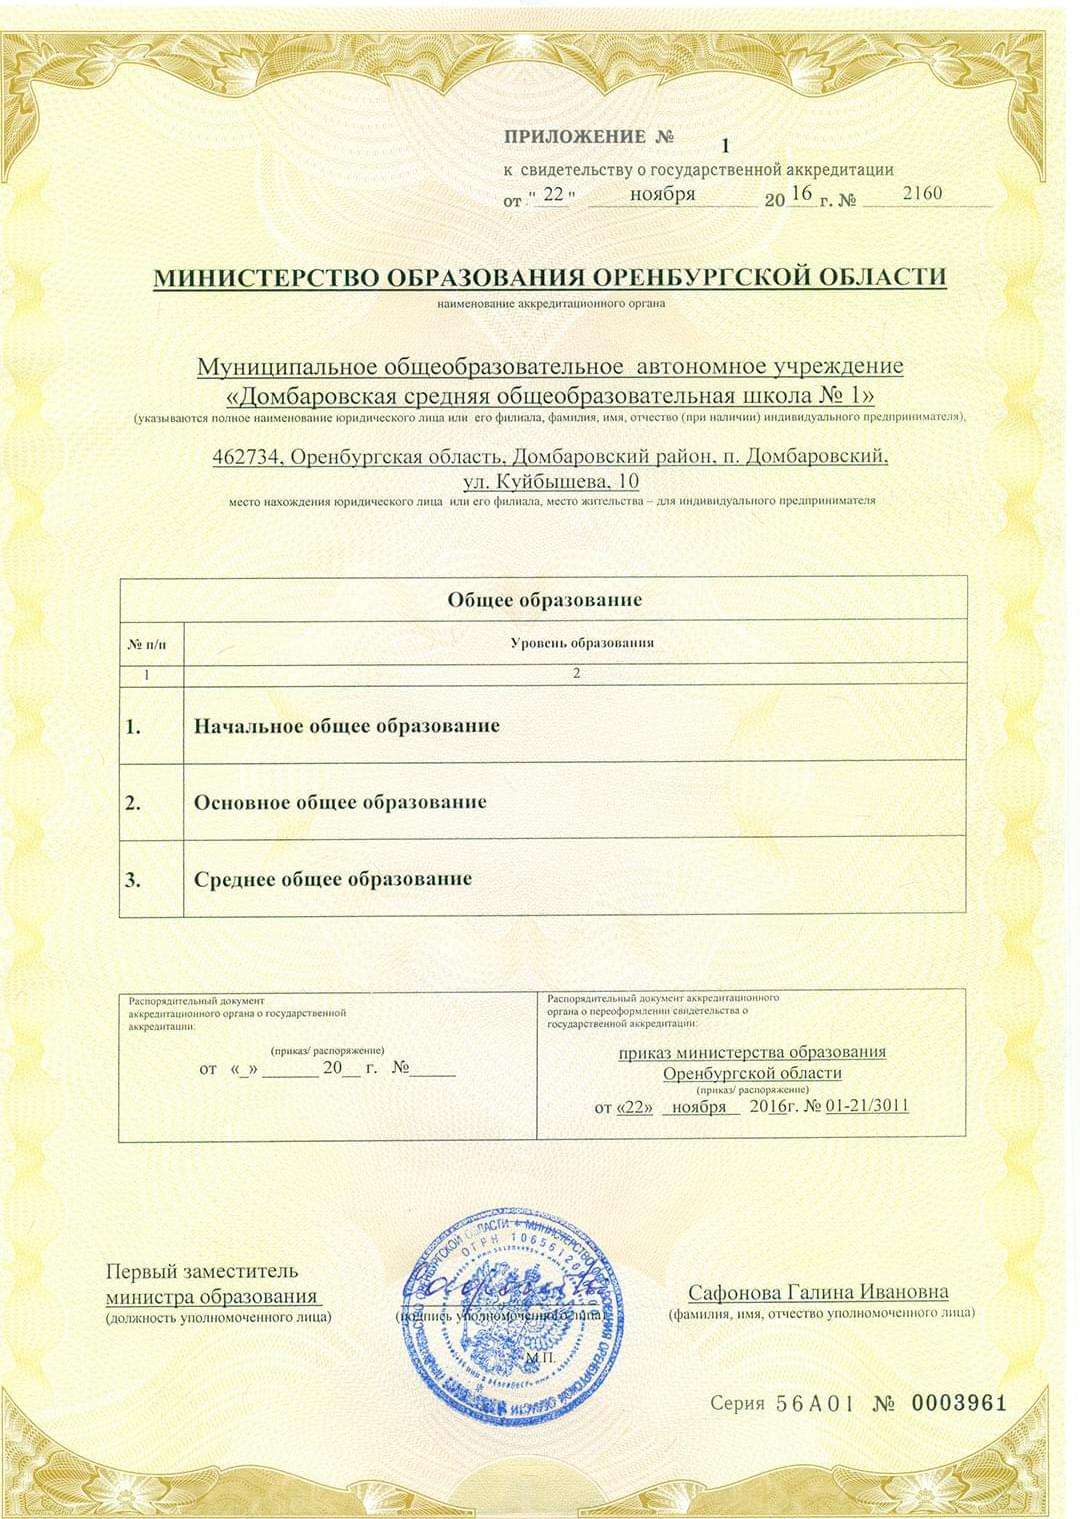 ПРИЛОЖЕНИЕ № 1
к свидетельству о государственной аккредитации
от " 22 " ноября 20 16 г. № 2160
МИНИСТЕРСТВО ОБРАЗОВАНИЯ ОРЕНБУРГСКОЙ ОБЛАСТИ
наименование аккредитационного органа
Муниципальное общеобразовательное автономное учреждение
«Домбаровская средняя общеобразовательная школа № 1»
(указываются полное наименование юридического лица или его филиала, фамилия, имя, отчество (при наличии) индивидуального предпринимателя),
462734, Оренбургская область, Домбаровский район, п. Домбаровский,
ул. Куйбышева, 10
место нахождения юридического лица или его филиала, место жительства – для индивидуального предпринимателя
Общее образование
№ п/п Уровень образования
1 2
1. Начальное общее образование
2. Основное общее образование
3. Среднее общее образование
Распорядительный документ
аккредитационного органа о государственной
аккредитации:
(приказ/ распоряжение)
от «_» ______ 20__ г. №_____
Распорядительный документ аккредитационного
органа о переоформлении свидетельства о
государственной аккредитации:
приказ министерства образования
Оренбургской области
(приказ/ распоряжение)
от «22» ноября 2016г. № 01-21/3011
Первый заместитель
министра образования
(должность уполномоченного лица)
(подпись уполномоченного лица)
М.П.
Сафонова Галина Ивановна
(фамилия, имя, отчество уполномоченного лица)
Серия 56А01 № 0003961